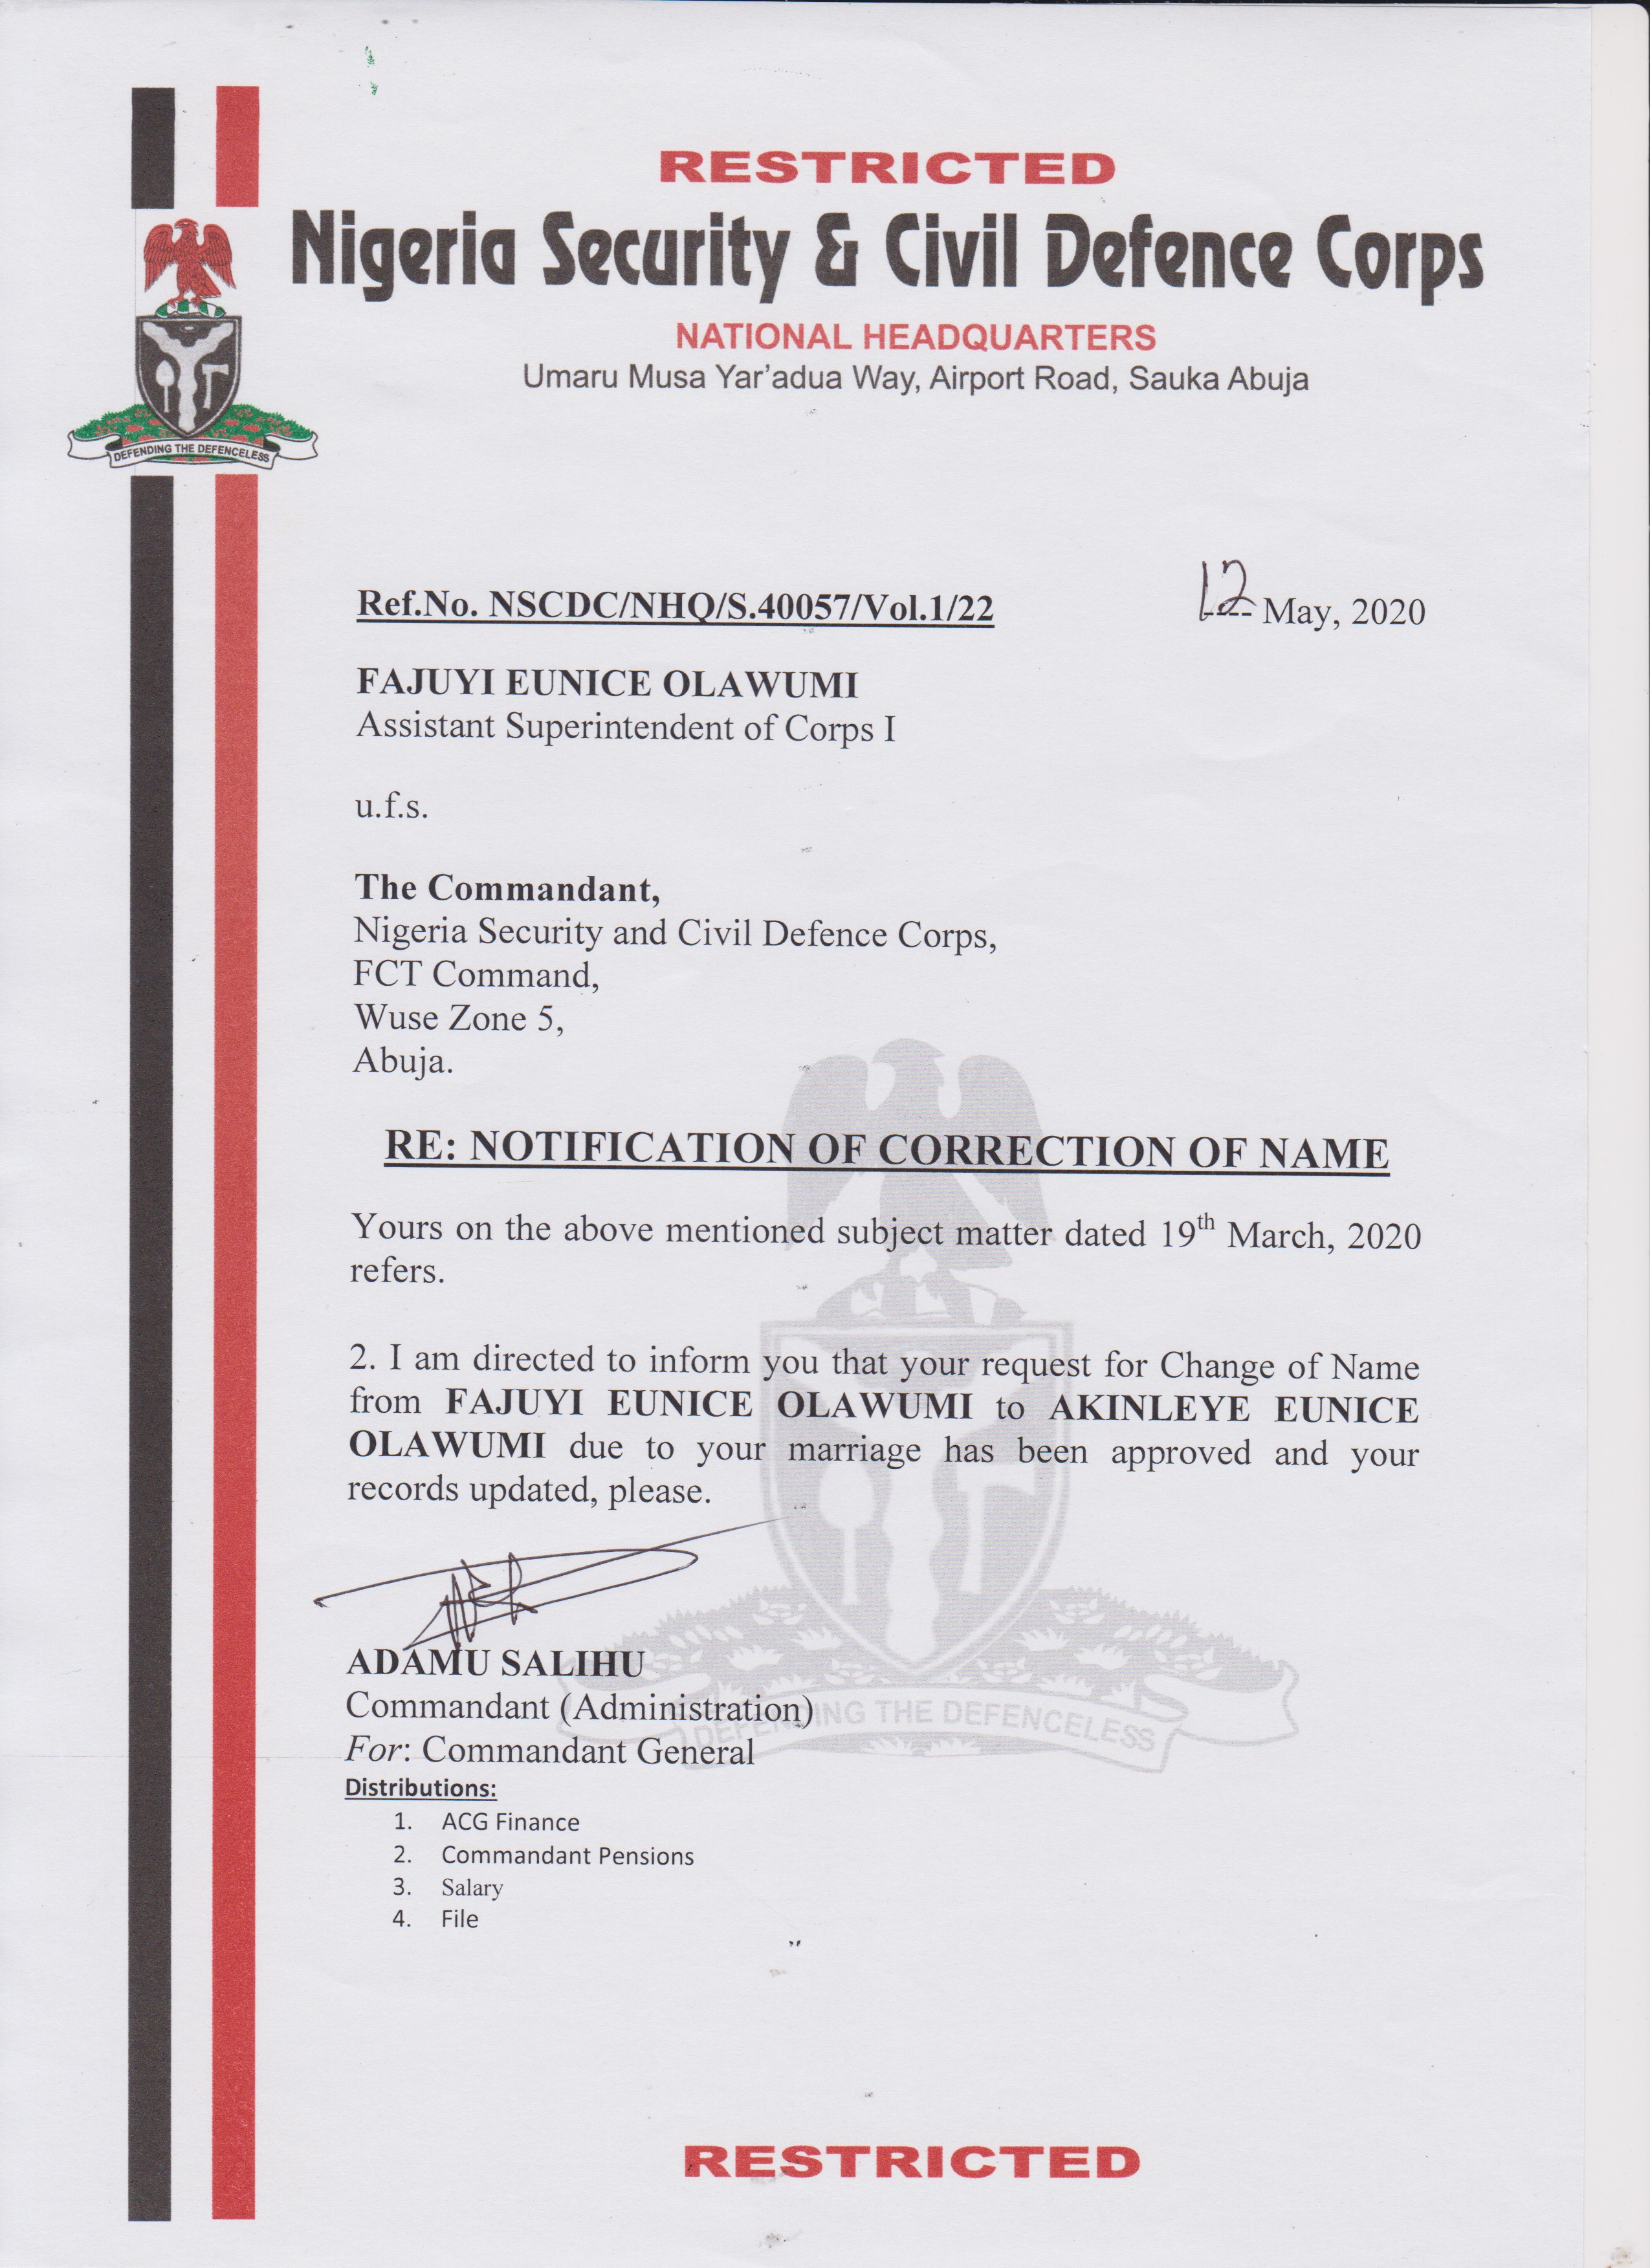 RESTRICTED
Nigeria Security & Civil Defence Corps
NATIONAL HEADQUARTERS
Umaru Musa Yar'adua Way, Airport Road, Sauka Abuja
DEFENDING THE DEFENCELESS
Ref.No. NSCDC/NHQ/S.40057/Vol.1/22
12 May, 2020
FAJUYI EUNICE OLAWUMI
Assistant Superintendent of Corps I
u.f.s.
The Commandant,
Nigeria Security and Civil Defence Corps,
FCT Command,
Wuse Zone 5,
Abuja.
RE: NOTIFICATION OF CORRECTION OF NAME
Yours on the above mentioned subject matter dated 19th March, 2020
refers.
2. I am directed to inform you that your request for Change of Name
from FAJUYI EUNICE OLAWUMI to AKINLEYE EUNICE
OLAWUMI due to your marriage has been approved and your
records updated, please.
ADAMU SALIHU
Commandant (Administration)
For: Commandant General
DEFENDING THE DEFENCELESS
Distributions:
1. ACG Finance
2. Commandant Pensions
3. Salary
4. File
RESTRICTED